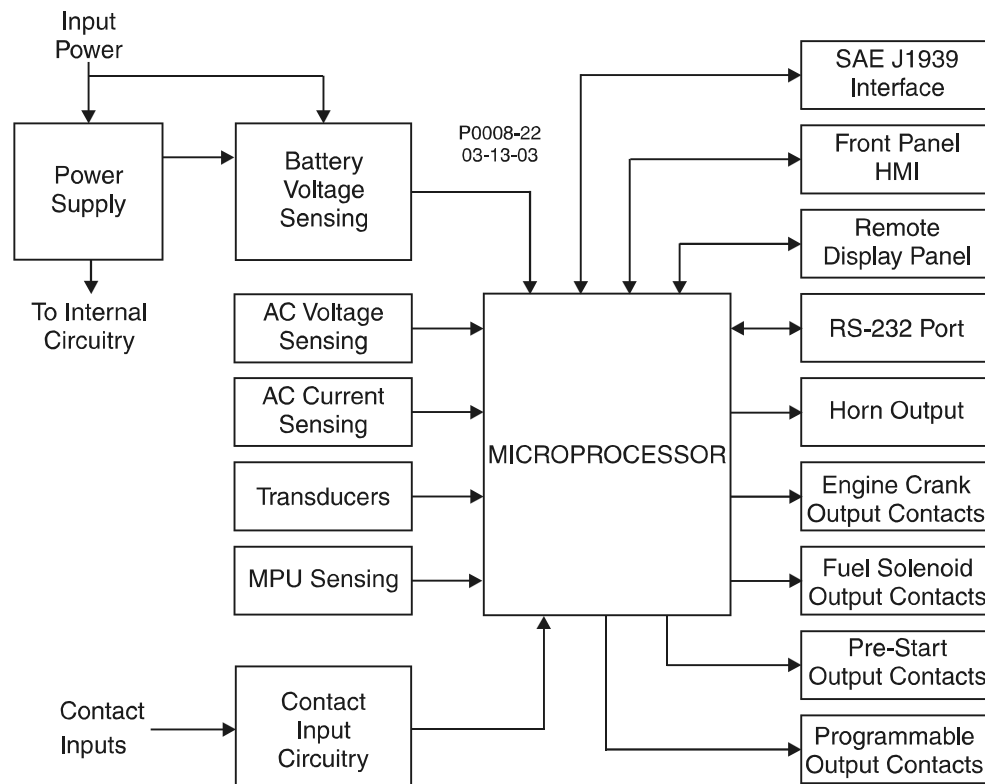 Input
Power
SAE J1939
Interface
P0008-22
03-13-03
Power
Supply
Battery
Voltage
Sensing
Front Panel
HMI
Remote
Display Panel
To Internal
Circuitry
AC Voltage
Sensing
RS-232 Port
AC Current
Sensing
Horn Output
MICROPROCESSOR
Transducers
Engine Crank
Output Contacts
MPU Sensing
Fuel Solenoid
Output Contacts
Pre-Start
Output Contacts
Contact
Inputs
Contact
Input
Circuitry
Programmable
Output Contacts